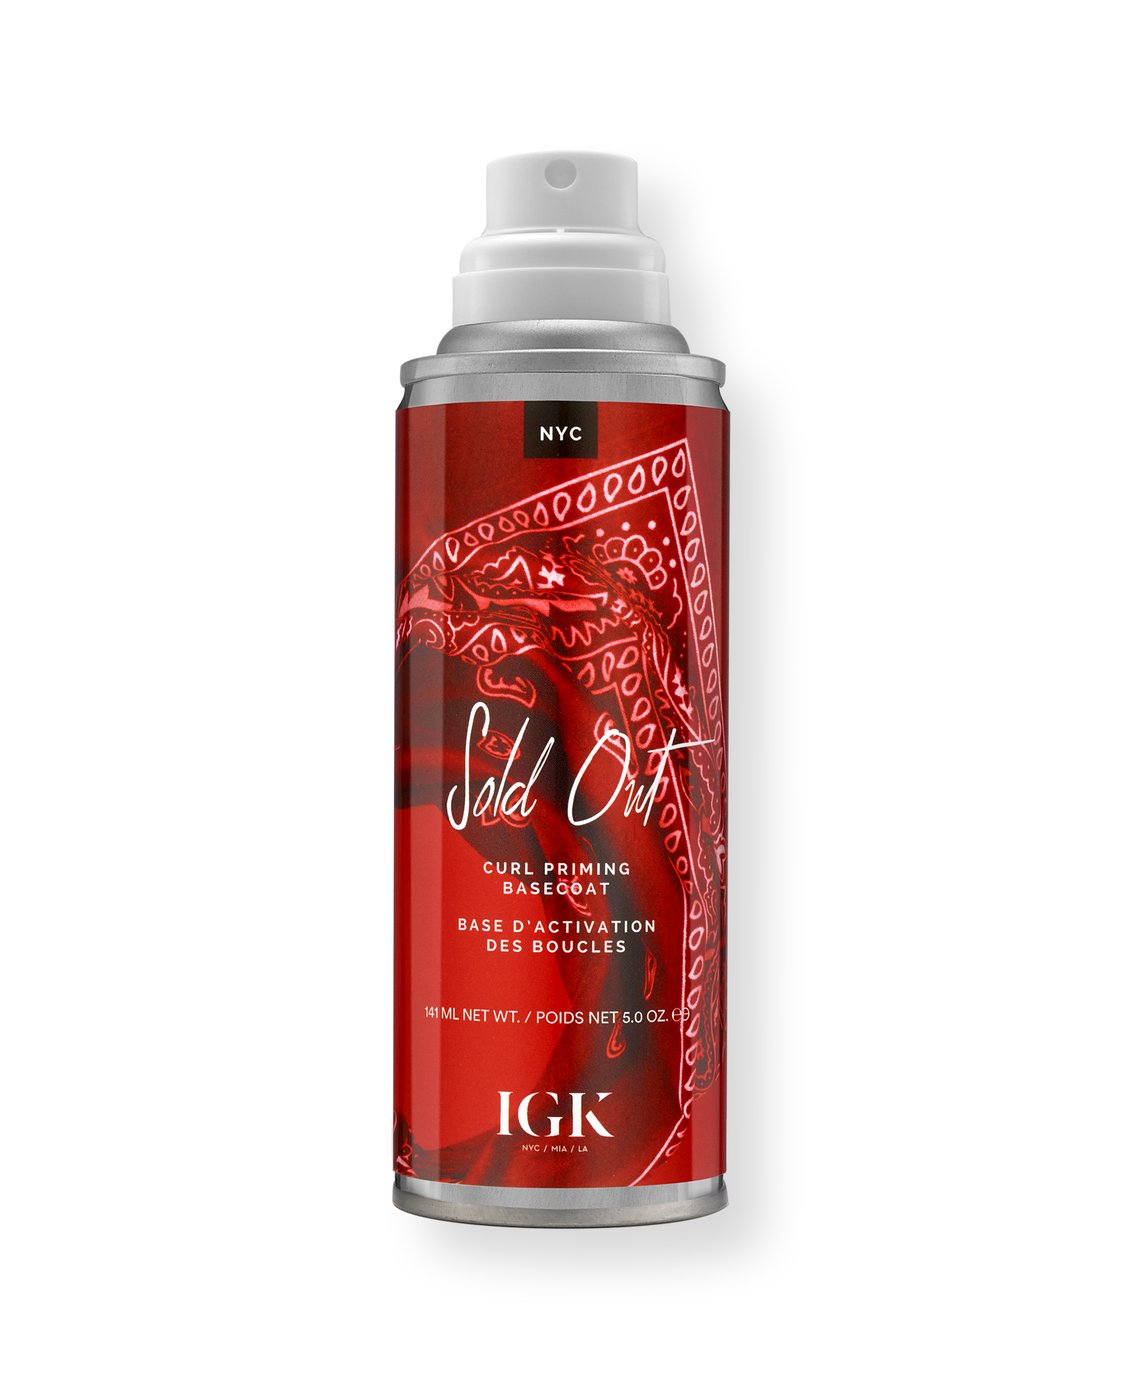 NYC
Sold Out
CURL PRIMING
BASECOAT
BASE D'ACTIVATION
DES BOUCLES
141 ML NET WT. / POIDS NET 5.0 OZ. ℮
IGK
NYC / MIA / LA